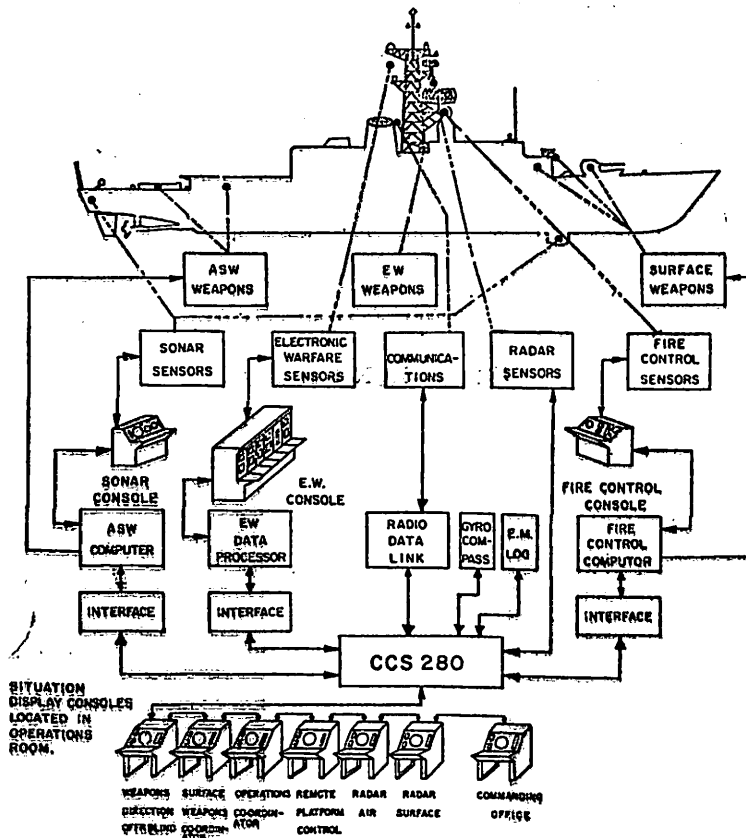 ASW
WEAPONS
EW
WEAPONS
SURFACE
WEAPONS
SONAR
SENSORS
ELECTRONIC
WARFARE
SENSORS
COMMUNICA-
TIONS
RADAR
SENSORS
FIRE
CONTROL
SENSORS
SONAR
CONSOLE
E.W.
CONSOLE
FIRE CONTROL
CONSOLE
ASW
COMPUTER
EW
DATA
PROCESSOR
RADIO
DATA
LINK
GYRO
COM-
PASS
E.M.
LOG
FIRE
CONTROL
COMPUTOR
INTERFACE
INTERFACE
INTERFACE
CCS 280
SITUATION
DISPLAY CONSOLES
LOCATED IN
OPERATIONS
ROOM.
WEAPONS
DIRECTION
SURFACE
WEAPONS
COORDIN-
ATOR
OPERATIONS
COORDIN-
ATOR
REMOTE
PLATFORM
CONTROL
RADAR
AIR
RADAR
SURFACE
COMMANDING
OFFICE